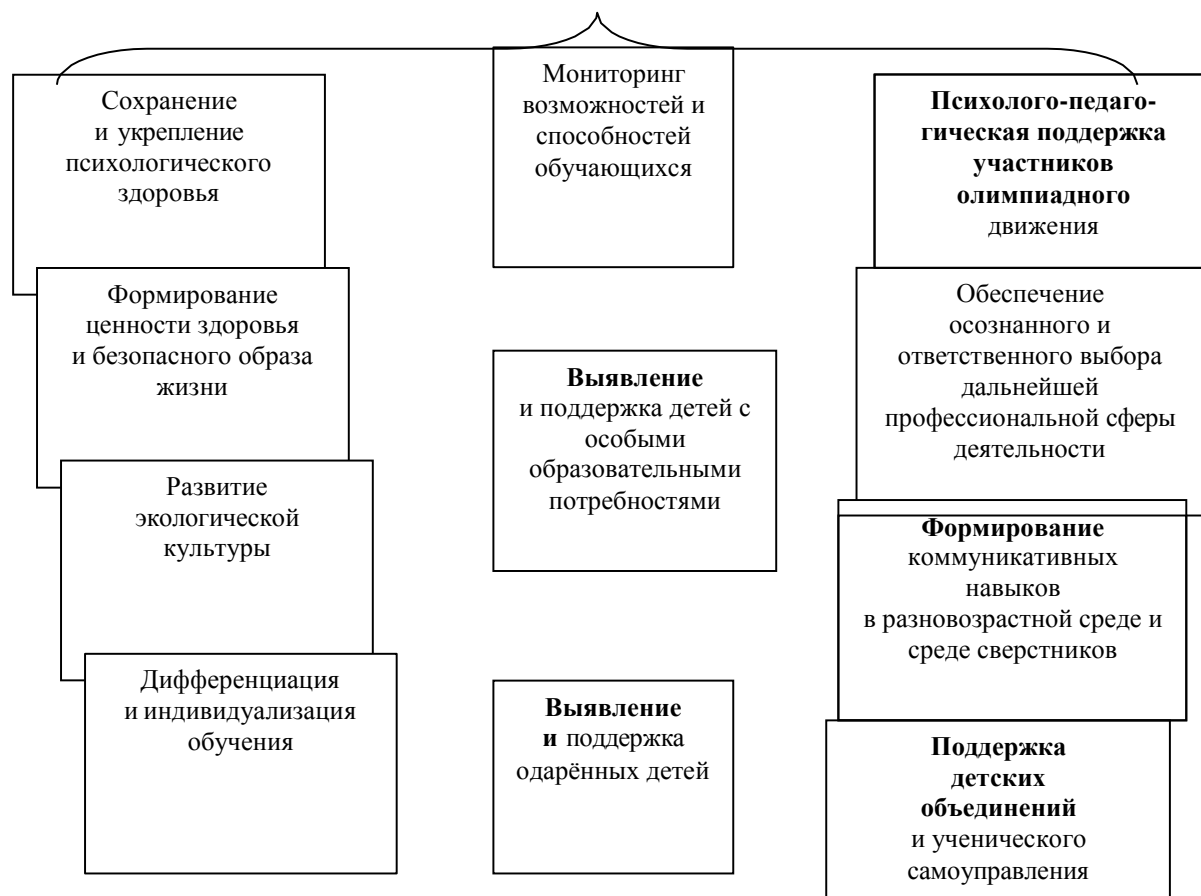 Сохранение
и укрепление
психологического
здоровья
Формирование
ценности здоровья
и безопасного образа
жизни
Развитие
экологической
культуры
Дифференциация
и индивидуализация
обучения
Мониторинг
возможностей и
способностей
обучающихся
Выявление
и поддержка детей с
особыми
образовательными
потребностями
Выявление
и поддержка
одарённых детей
Психолого-педаго-
гическая поддержка
участников
олимпиадного
движения
Обеспечение
осознанного и
ответственного выбора
дальнейшей
профессиональной сферы
деятельности
Формирование
коммуникативных
навыков
в разновозрастной среде и
среде сверстников
Поддержка
детских
объединений
и ученического
самоуправления